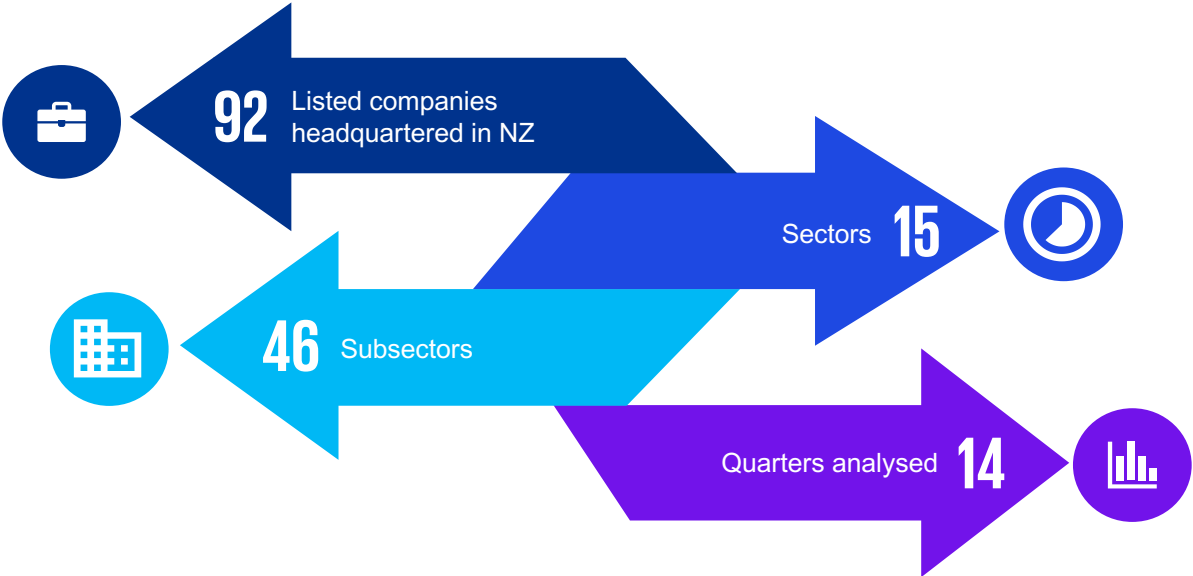 92
Listed companies
headquartered in NZ
Sectors 15
46 Subsectors
Quarters analysed 14